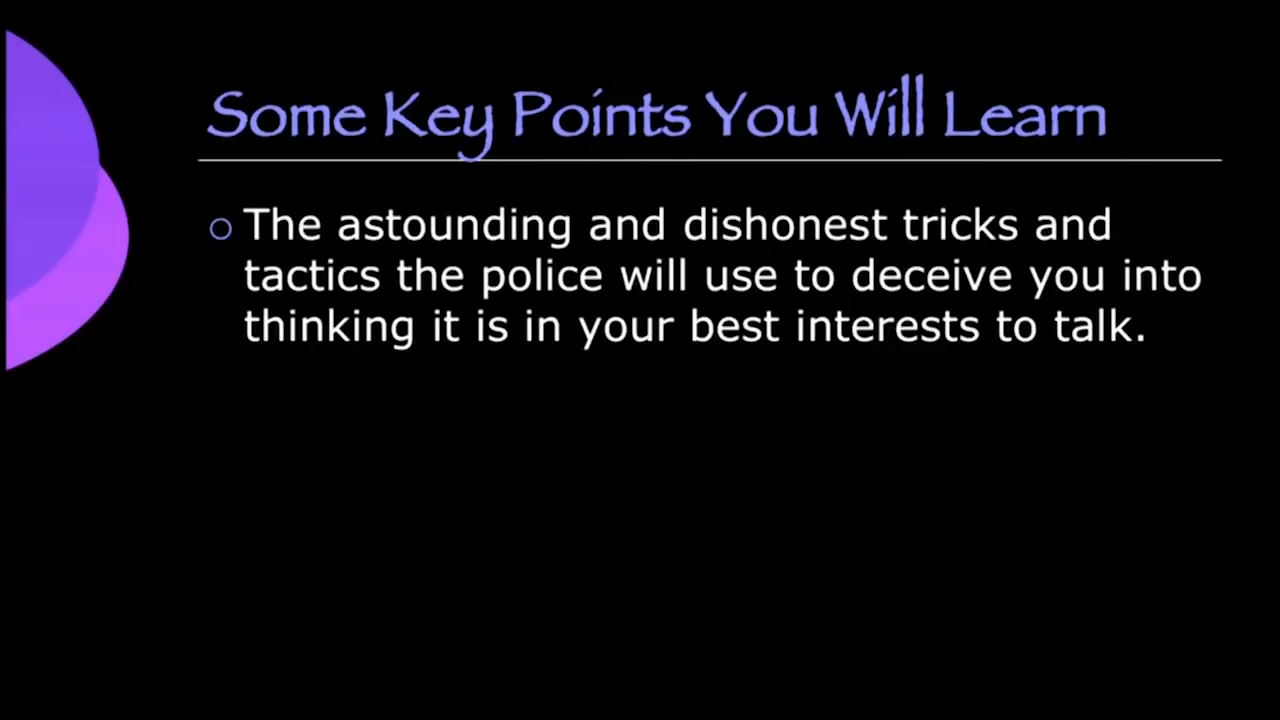 Some Key Points You Will Learn
The astounding and dishonest tricks and
tactics the police will use to deceive you into
thinking it is in your best interests to talk.